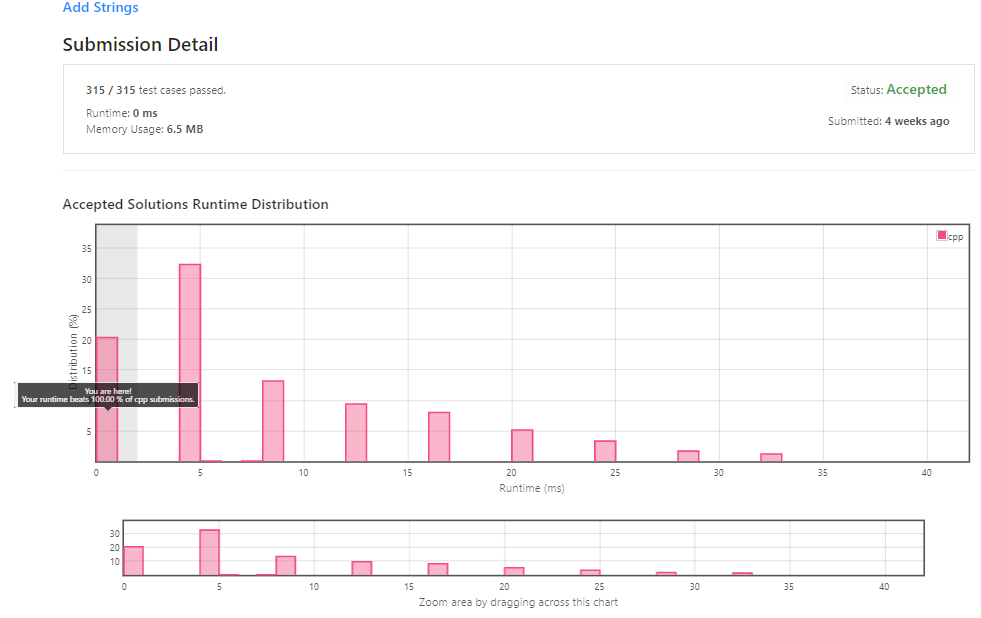 Add Strings
Submission Detail
315 / 315 test cases passed.
Status: Accepted
Runtime: 0 ms
Memory Usage: 6.5 MB
Submitted: 4 weeks ago
Accepted Solutions Runtime Distribution
cpp
35
30
25
20
15
5
Distribution (%)
You are here!
Your runtime beats 100.00 % of cpp submissions.
0 5 10 15 20 25 30 35 40
Runtime (ms)
30
20
10
0 5 10 15 20 25 30 35 40
Zoom area by dragging across this chart